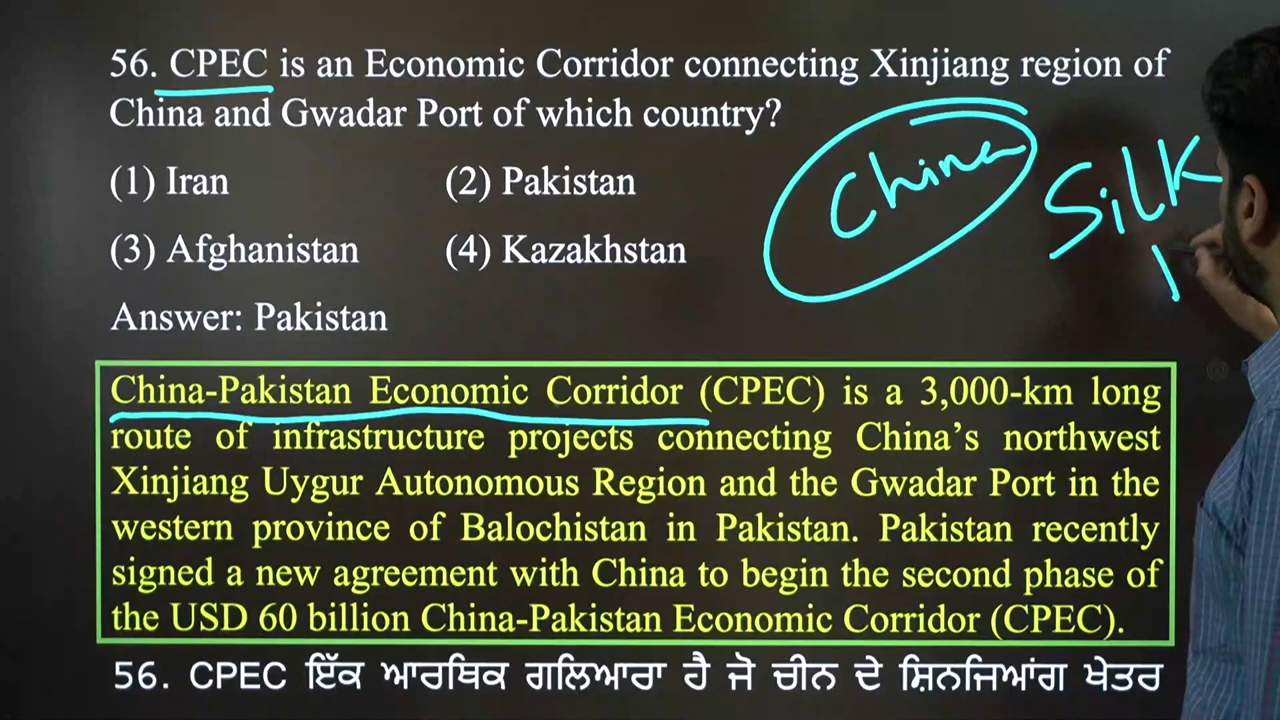 56. CPEC is an Economic Corridor connecting Xinjiang region of
China and Gwadar Port of which country?
(1) Iran (2) Pakistan
(3) Afghanistan (4) Kazakhstan
Answer: Pakistan
China
Silk
China-Pakistan Economic Corridor (CPEC) is a 3,000-km long
route of infrastructure projects connecting China's northwest
Xinjiang Uygur Autonomous Region and the Gwadar Port in the
western province of Balochistan in Pakistan. Pakistan recently
signed a new agreement with China to begin the second phase of
the USD 60 billion China-Pakistan Economic Corridor (CPEC).
56. CPEC ਇੱਕ ਆਰਥਿਕ ਗਲਿਆਰਾ ਹੈ ਜੋ ਚੀਨ ਦੇ ਸ਼ਿਨਜਿਆਂਗ ਖੇਤਰ